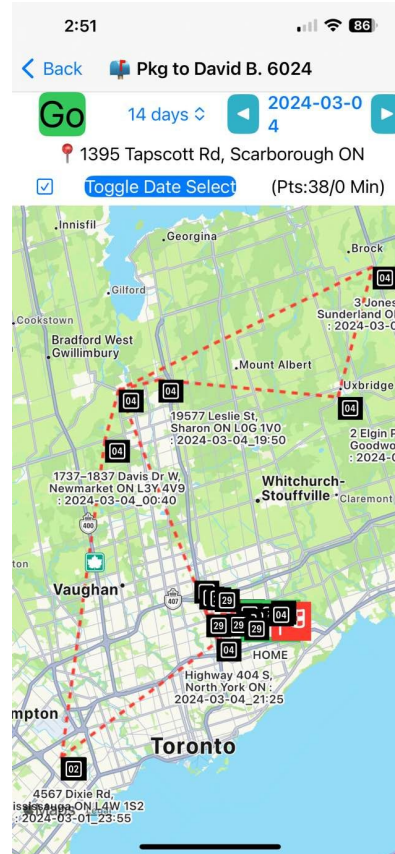 2:51
86
Back
Pkg to David B. 6024
Go
14 days
2024-03-0
4
1395 Tapscott Rd, Scarborough ON
Toggle Date Select
(Pts:38/0 Min)
Innisfil
Georgina
Brock
04
Gilford
3 Jones
Sunderland O
: 2024-03-0
Cookstown
Bradford West
Gwillimbury
Mount Albert
Uxbridge
04
04
04
19577 Leslie St,
Sharon ON L0G 1V0
: 2024-03-04_19:50
2 Elgin P
Goodwo
: 2024-0
04
1737–1837 Davis Dr W,
Newmarket ON L3Y 4V9
: 2024-03-04_00:40
Whitchurch-
Stouffville
Claremont
400
ton
Vaughan
407
29
29
29
29
04
04
HOME
Highway 404 S,
North York ON :
2024-03-04_21:25
mpton
Toronto
02
4567 Dixie Rd,
ississauga ON L4W 1S2
: 2024-03-01_23:55
Maps
Legal